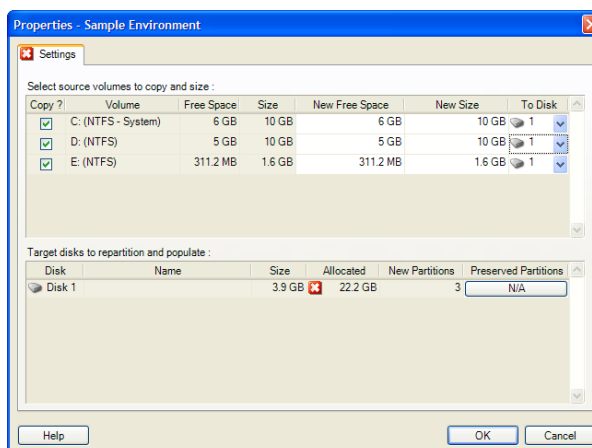 Properties - Sample Environment
Settings
Select source volumes to copy and size :
Copy ? Volume Free Space Size New Free Space New Size To Disk
C: (NTFS - System) 6 GB 10 GB 6 GB 10 GB 1
D: (NTFS) 5 GB 10 GB 5 GB 10 GB 1
E: (NTFS) 311.2 MB 1.6 GB 311.2 MB 1.6 GB 1
Target disks to repartition and populate :
Disk Name Size Allocated New Partitions Preserved Partitions
Disk 1 3.9 GB 22.2 GB 3 N/A
Help OK Cancel